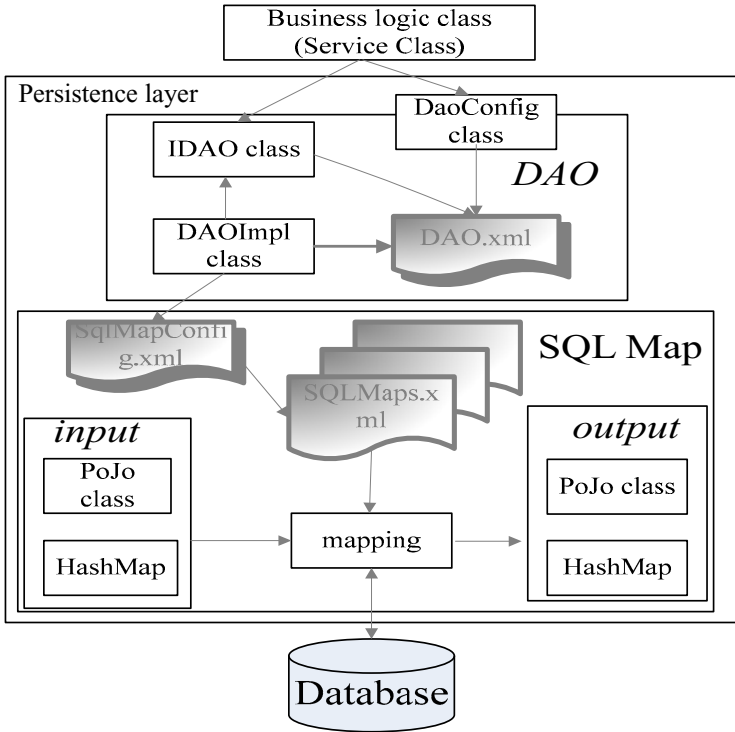 Business logic class
(Service Class)
Persistence layer
DaoConfig
class
IDAO class
DAO
DAOImpl
class
DAO.xml
SqlMapConfi
g.xml
SQL Map
SQLMaps.x
ml
input
output
PoJo
class
PoJo class
mapping
HashMap
HashMap
Database